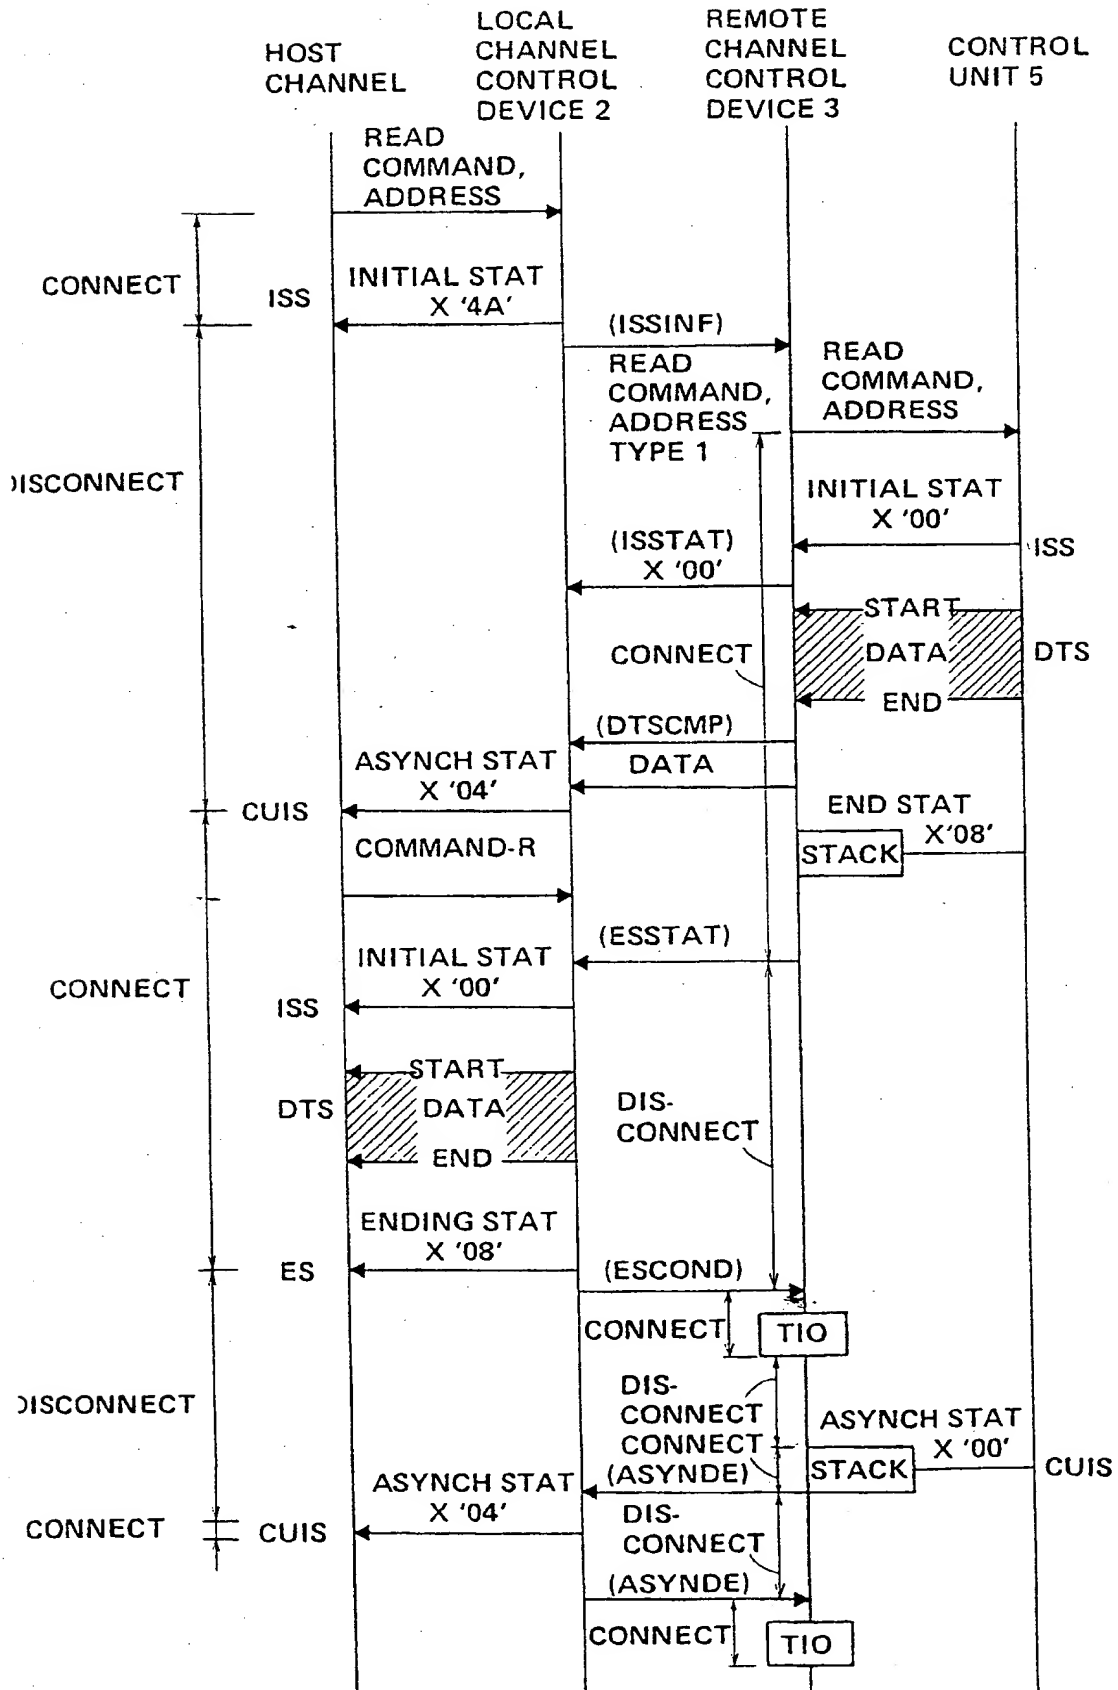 HOST
CHANNEL
LOCAL
CHANNEL
CONTROL
DEVICE 2
REMOTE
CHANNEL
CONTROL
DEVICE 3
CONTROL
UNIT 5
READ
COMMAND,
ADDRESS
CONNECT
ISS
INITIAL STAT
X '4A'
(ISSINF)
READ
COMMAND,
ADDRESS
TYPE 1
READ
COMMAND,
ADDRESS
ISCONNECT
INITIAL STAT
X '00'
ISS
(ISSTAT)
X '00'
START
DATA
END
DTS
CONNECT
(DTSCMP)
DATA
ASYNCH STAT
X '04'
CUIS
END STAT
X'08'
STACK
COMMAND-R
(ESSTAT)
INITIAL STAT
X '00'
CONNECT
ISS
START
DATA
END
DTS
DIS-
CONNECT
ENDING STAT
X '08'
ES
(ESCOND)
CONNECT
TIO
DISCONNECT
DIS-
CONNECT
CONNECT
ASYNCH STAT
X '00'
STACK
CUIS
(ASYNDE)
ASYNCH STAT
X '04'
CONNECT
CUIS
DIS-
CONNECT
(ASYNDE)
CONNECT
TIO